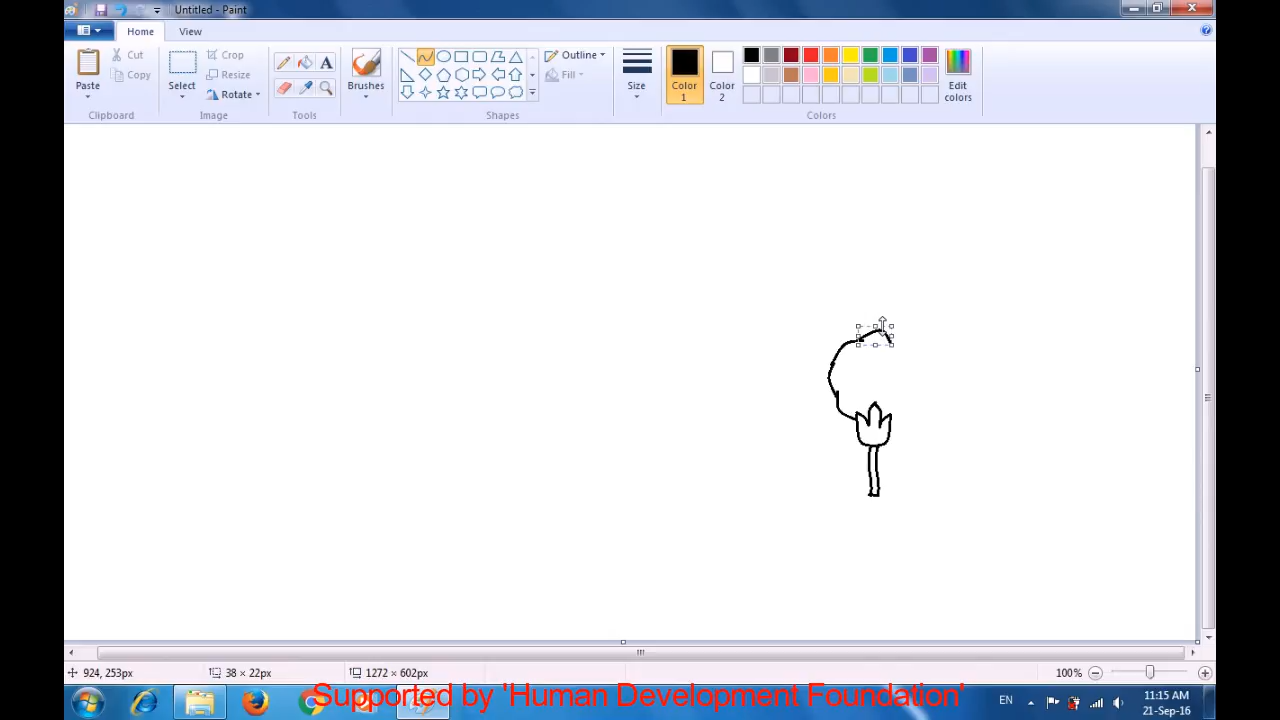 Untitled - Paint
Home View
Paste
Cut
Copy
Clipboard
Select
Crop
Resize
Rotate
Image
Tools
Brushes
Shapes
Outline
Fill
Size
Color 1
Color 2
Edit colors
Colors
924, 253px
38 × 22px
1272 × 602px
100%
Supported by 'Human Development Foundation'
EN
11:15 AM
21-Sep-16